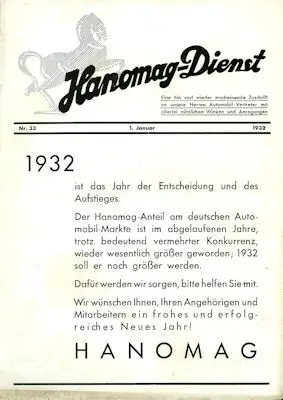 Hanomag-Dienst
Eine hin und wieder erscheinende Zuschrift
an unsere Herren Automobil-Vertreter mit
allerlei nützlichen Winken und Anregungen
Nr. 33 1. Januar 1932
1932
ist das Jahr der Entscheidung und des
Aufstieges.
Der Hanomag-Anteil am deutschen Auto-
mobil-Markte ist im abgelaufenen Jahre,
trotz bedeutend vermehrter Konkurrenz,
wieder wesentlich größer geworden; 1932
soll er noch größer werden.
Dafür werden wir sorgen, bitte helfen Sie mit.
Wir wünschen Ihnen, Ihren Angehörigen und
Mitarbeitern ein frohes und erfolg-
reiches Neues Jahr!
HANOMAG